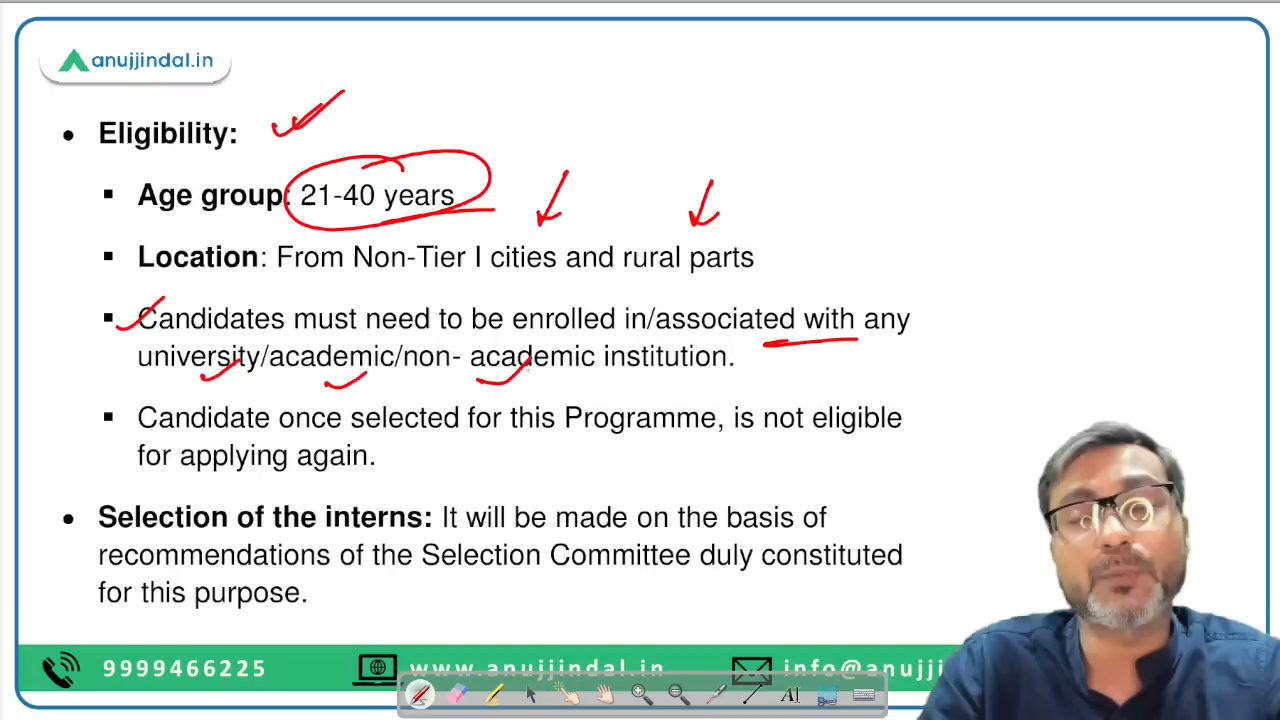 anujjindal.in
Eligibility:
Age group: 21-40 years
Location: From Non-Tier I cities and rural parts
Candidates must need to be enrolled in/associated with any
university/academic/non- academic institution.
Candidate once selected for this Programme, is not eligible
for applying again.
Selection of the interns: It will be made on the basis of
recommendations of the Selection Committee duly constituted
for this purpose.
9999466225 www.anujjindal.in